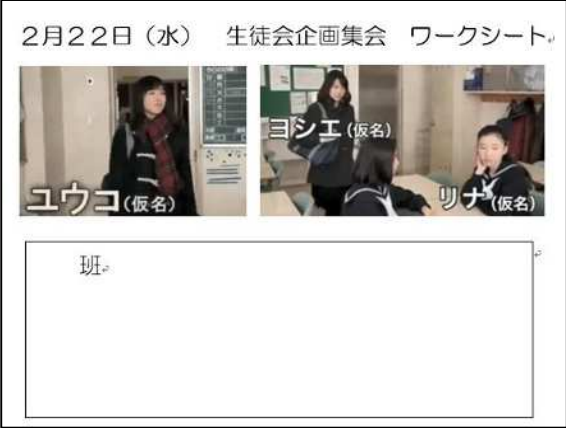 ２月２２日（水）　生徒会企画集会　ワークシート
ユウコ(仮名)
ヨシエ(仮名)
リナ(仮名)
班